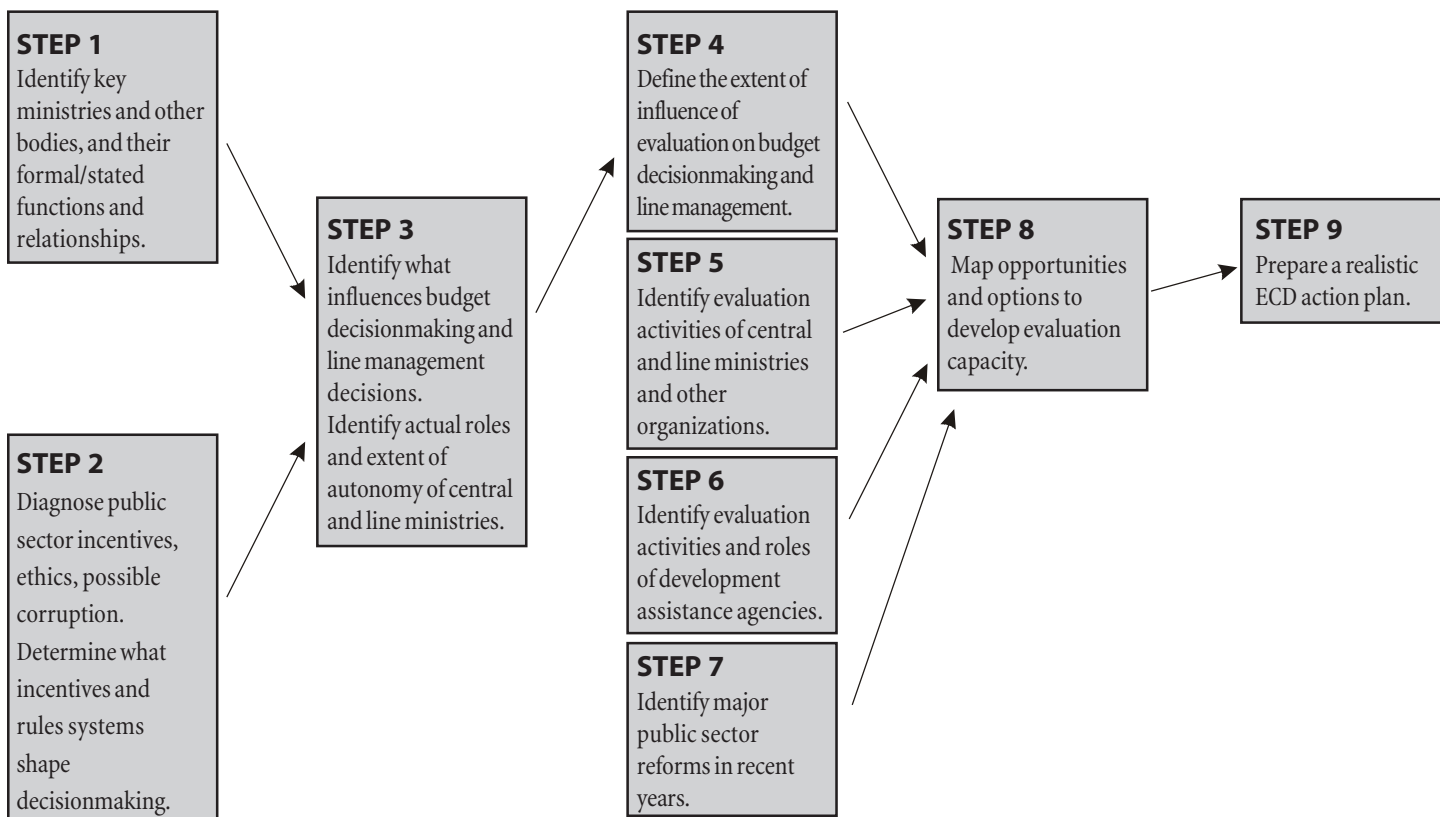 STEP 1
Identify key
ministries and other
bodies, and their
formal/stated
functions and
relationships.
STEP 2
Diagnose public
sector incentives,
ethics, possible
corruption.
Determine what
incentives and
rules systems
shape
decisionmaking.
STEP 3
Identify what
influences budget
decisionmaking and
line management
decisions.
Identify actual roles
and extent of
autonomy of central
and line ministries.
STEP 4
Define the extent of
influence of
evaluation on budget
decisionmaking and
line management.
STEP 5
Identify evaluation
activities of central
and line ministries
and other
organizations.
STEP 6
Identify evaluation
activities and roles
of development
assistance agencies.
STEP 7
Identify major
public sector
reforms in recent
years.
STEP 8
Map opportunities
and options to
develop evaluation
capacity.
STEP 9
Prepare a realistic
ECD action plan.